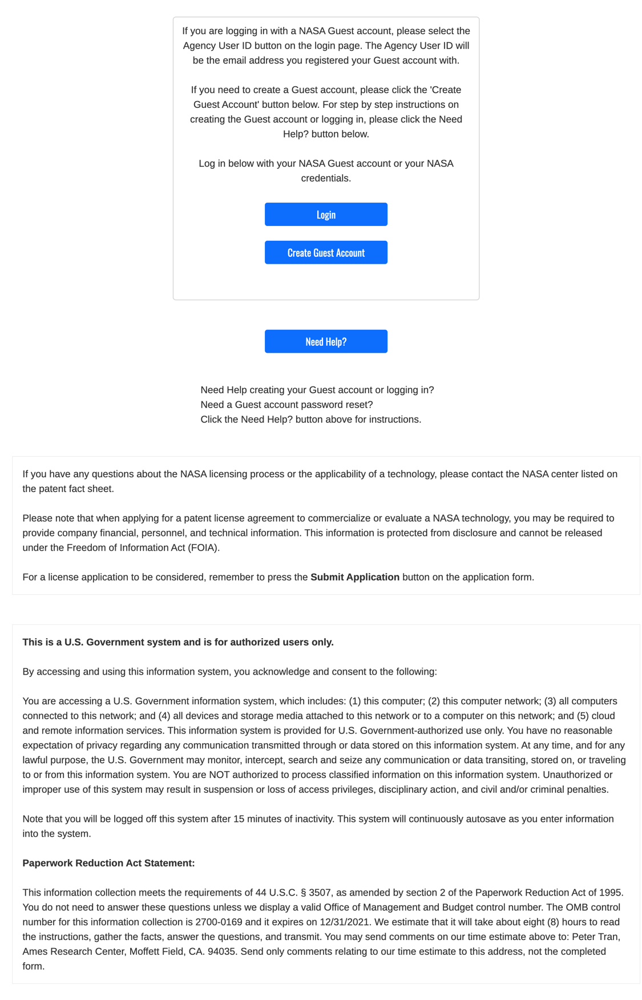 If you are logging in with a NASA Guest account, please select the
Agency User ID button on the login page. The Agency User ID will
be the email address you registered your Guest account with.
If you need to create a Guest account, please click the 'Create
Guest Account' button below. For step by step instructions on
creating the Guest account or logging in, please click the Need
Help? button below.
Log in below with your NASA Guest account or your NASA
credentials.
Login
Create Guest Account
Need Help?
Need Help creating your Guest account or logging in?
Need a Guest account password reset?
Click the Need Help? button above for instructions.
If you have any questions about the NASA licensing process or the applicability of a technology, please contact the NASA center listed on
the patent fact sheet.
Please note that when applying for a patent license agreement to commercialize or evaluate a NASA technology, you may be required to
provide company financial, personnel, and technical information. This information is protected from disclosure and cannot be released
under the Freedom of Information Act (FOIA).
For a license application to be considered, remember to press the Submit Application button on the application form.
This is a U.S. Government system and is for authorized users only.
By accessing and using this information system, you acknowledge and consent to the following:
You are accessing a U.S. Government information system, which includes: (1) this computer; (2) this computer network; (3) all computers
connected to this network; and (4) all devices and storage media attached to this network or to a computer on this network; and (5) cloud
and remote information services. This information system is provided for U.S. Government-authorized use only. You have no reasonable
expectation of privacy regarding any communication transmitted through or data stored on this information system. At any time, and for any
lawful purpose, the U.S. Government may monitor, intercept, search and seize any communication or data transiting, stored on, or traveling
to or from this information system. You are NOT authorized to process classified information on this information system. Unauthorized or
improper use of this system may result in suspension or loss of access privileges, disciplinary action, and civil and/or criminal penalties.
Note that you will be logged off this system after 15 minutes of inactivity. This system will continuously autosave as you enter information
into the system.
Paperwork Reduction Act Statement:
This information collection meets the requirements of 44 U.S.C. § 3507, as amended by section 2 of the Paperwork Reduction Act of 1995.
You do not need to answer these questions unless we display a valid Office of Management and Budget control number. The OMB control
number for this information collection is 2700-0169 and it expires on 12/31/2021. We estimate that it will take about eight (8) hours to read
the instructions, gather the facts, answer the questions, and transmit. You may send comments on our time estimate above to: Peter Tran,
Ames Research Center, Moffett Field, CA. 94035. Send only comments relating to our time estimate to this address, not the completed
form.